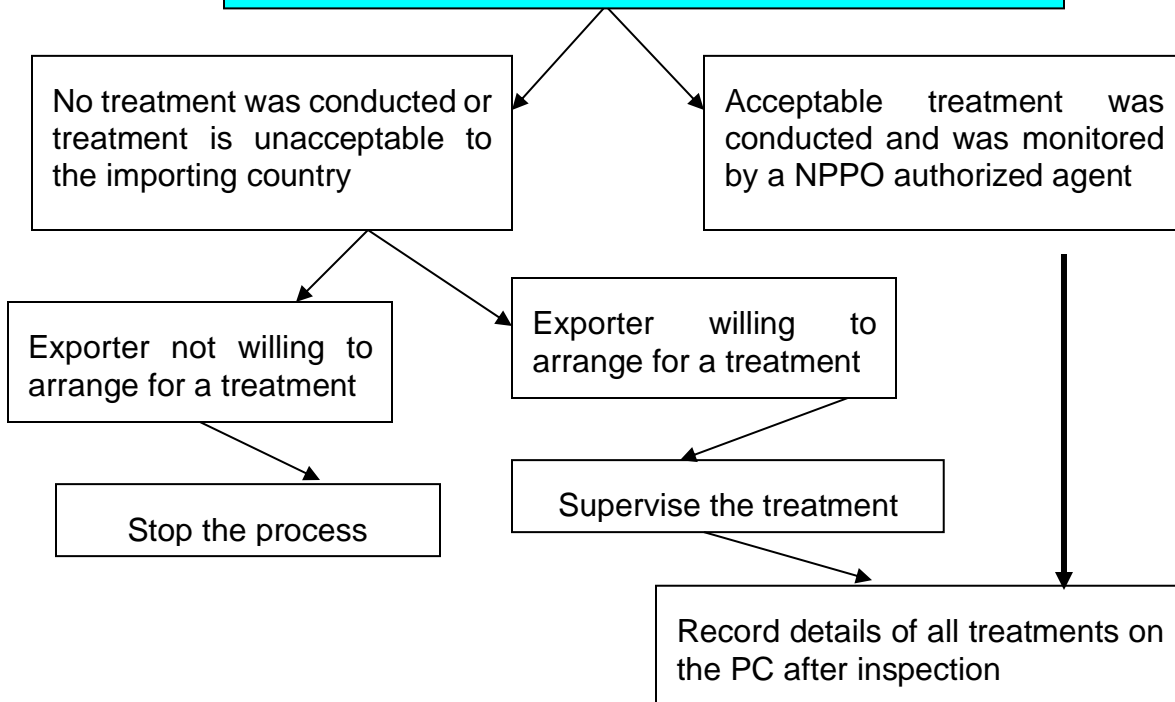 No treatment was conducted or
treatment is unacceptable to
the importing country
Acceptable treatment was
conducted and was monitored
by a NPPO authorized agent
Exporter not willing to
arrange for a treatment
Exporter willing to
arrange for a treatment
Stop the process
Supervise the treatment
Record details of all treatments on
the PC after inspection